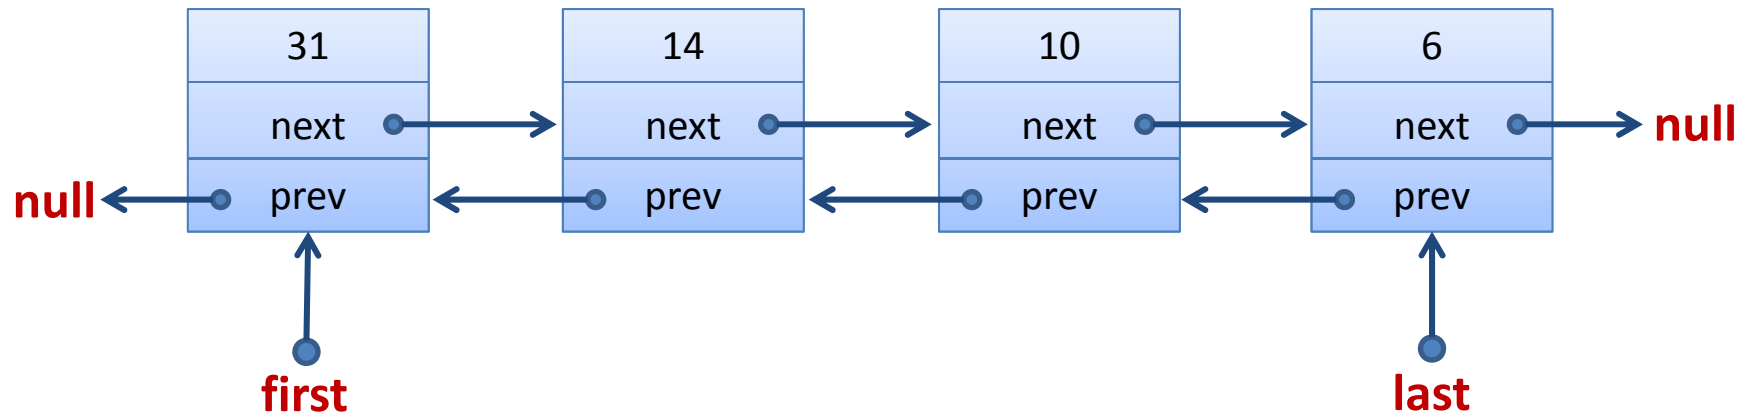 31 14 10 6
next next next next null
null prev prev prev prev
first last